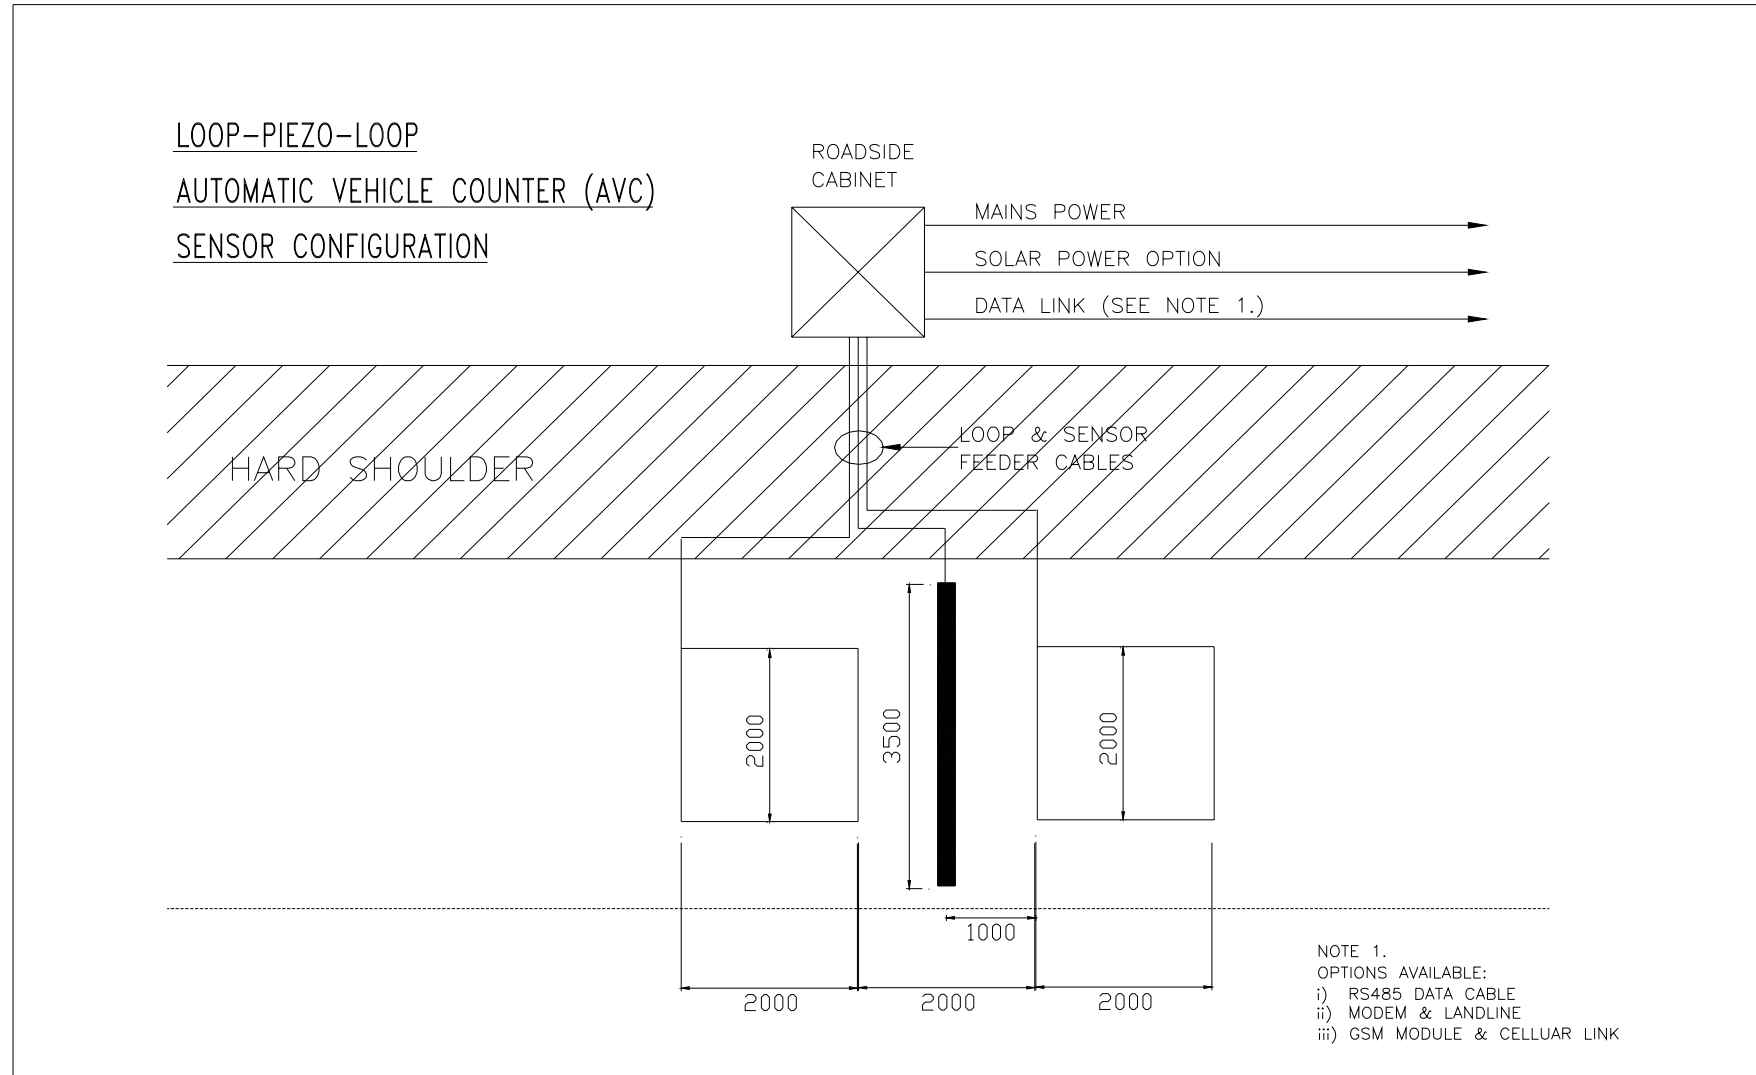 LOOP-PIEZO-LOOP
AUTOMATIC VEHICLE COUNTER (AVC)
SENSOR CONFIGURATION
ROADSIDE
CABINET
MAINS POWER
SOLAR POWER OPTION
DATA LINK (SEE NOTE 1.)
LOOP & SENSOR
FEEDER CABLES
HARD SHOULDER
2000
3500
2000
1000
2000
2000
2000
NOTE 1.
OPTIONS AVAILABLE:
i) RS485 DATA CABLE
ii) MODEM & LANDLINE
iii) GSM MODULE & CELLUAR LINK